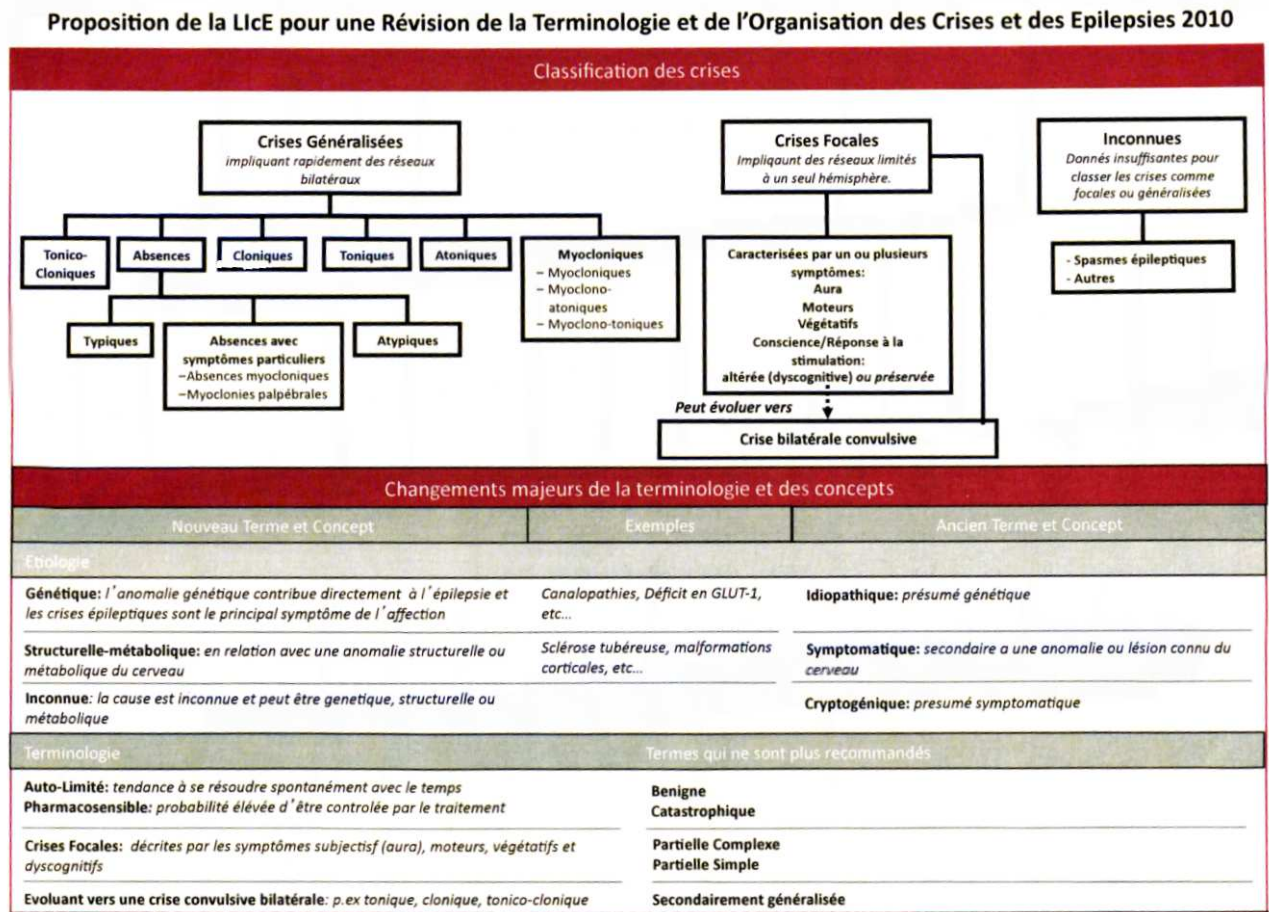 Proposition de la LIcE pour une Révision de la Terminologie et de l'Organisation des Crises et des Epilepsies 2010
Classification des crises
Crises Généralisées
impliquant rapidement des réseaux
bilatéraux
Tonico-
Cloniques
Absences
Cloniques
Toniques
Atoniques
Myocloniques
– Myocloniques
– Myoclono-
atoniques
– Myoclono-toniques
Typiques
Absences avec
symptômes particuliers
–Absences myocloniques
–Myoclonies palpébrales
Atypiques
Crises Focales
Impliqaunt des réseaux limités
à un seul hémisphère.
Caracterisées par un ou plusieurs
symptômes:
Aura
Moteurs
Végétatifs
Conscience/Réponse à la
stimulation:
altérée (dyscognitive) ou préservée
Peut évoluer vers
Crise bilatérale convulsive
Inconnues
Donnés insuffisantes pour
classer les crises comme
focales ou généralisées
- Spasmes épileptiques
- Autres
Changements majeurs de la terminologie et des concepts
Nouveau Terme et Concept
Exemples
Ancien Terme et Concept
Etiologie
Génétique: l'anomalie génétique contribue directement à l'épilepsie et
les crises épileptiques sont le principal symptôme de l'affection
Canalopathies, Déficit en GLUT-1,
etc...
Idiopathique: présumé génétique
Structurelle-métabolique: en relation avec une anomalie structurelle ou
métabolique du cerveau
Sclérose tubéreuse, malformations
corticales, etc...
Symptomatique: secondaire a une anomalie ou lésion connu du
cerveau
Inconnue: la cause est inconnue et peut être genetique, structurelle ou
métabolique
Cryptogénique: presumé symptomatique
Terminologie
Termes qui ne sont plus recommandés
Auto-Limité: tendance à se résoudre spontanément avec le temps
Pharmacosensible: probabilité élévée d'être controlée par le traitement
Benigne
Catastrophique
Crises Focales: décrites par les symptômes subjectisf (aura), moteurs, végétatifs et
dyscognitifs
Partielle Complexe
Partielle Simple
Evoluant vers une crise convulsive bilatérale: p.ex tonique, clonique, tonico-clonique
Secondairement généralisée